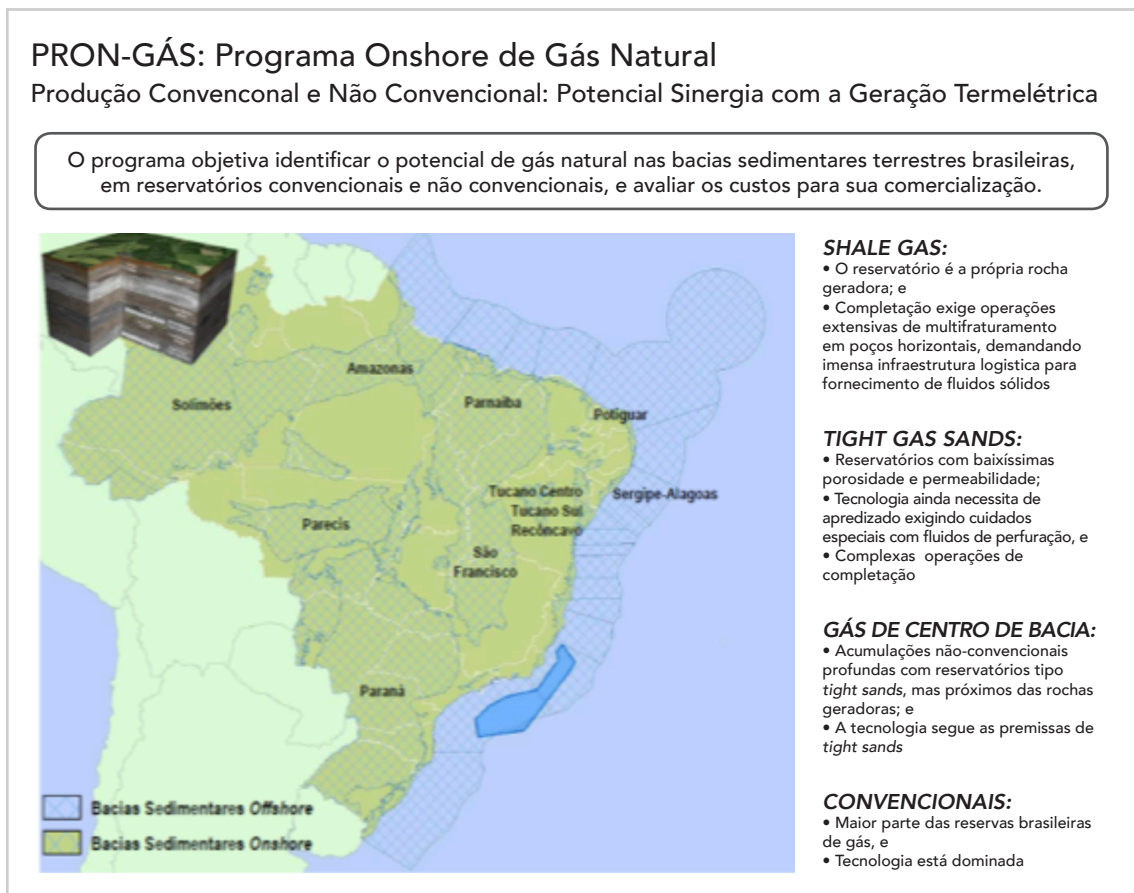 PRON-GÁS: Programa Onshore de Gás Natural
Produção Convenconal e Não Convencional: Potencial Sinergia com a Geração Termelétrica
O programa objetiva identificar o potencial de gás natural nas bacias sedimentares terrestres brasileiras,
em reservatórios convencionais e não convencionais, e avaliar os custos para sua comercialização.
Amazonas
Solimões
Parnaíba
Potiguar
Tucano Centro
Sergipe-Alagoas
Tucano Sul
Parecis
Recôncavo
São
Francisco
Paraná
Bacias Sedimentares Offshore
Bacias Sedimentares Onshore
SHALE GAS:
• O reservatório é a própria rocha
geradora; e
• Completação exige operações
extensivas de multifraturamento
em poços horizontais, demandando
imensa infraestrutura logistica para
fornecimento de fluidos sólidos
TIGHT GAS SANDS:
• Reservatórios com baixíssimas
porosidade e permeabilidade;
• Tecnologia ainda necessita de
apredizado exigindo cuidados
especiais com fluidos de perfuração, e
• Complexas operações de
completação
GÁS DE CENTRO DE BACIA:
• Acumulações não-convencionais
profundas com reservatórios tipo
tight sands, mas próximos das rochas
geradoras; e
• A tecnologia segue as premissas de
tight sands
CONVENCIONAIS:
• Maior parte das reservas brasileiras
de gás, e
• Tecnologia está dominada